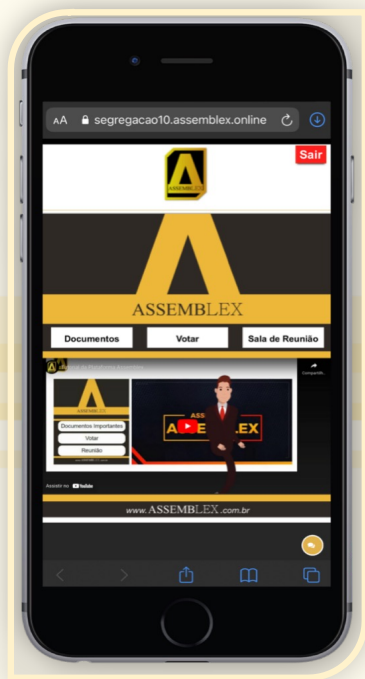 AA segregacao10.assemblex.online
Sair
ASSEMBLEX
ASSEMBLEX
Documentos
Votar
Sala de Reunião
Compartilh...
ASSEMBLEX
Documentos Importantes
Votar
Reunião
Assistir no YouTube
www.ASSEMBLEX.com.br